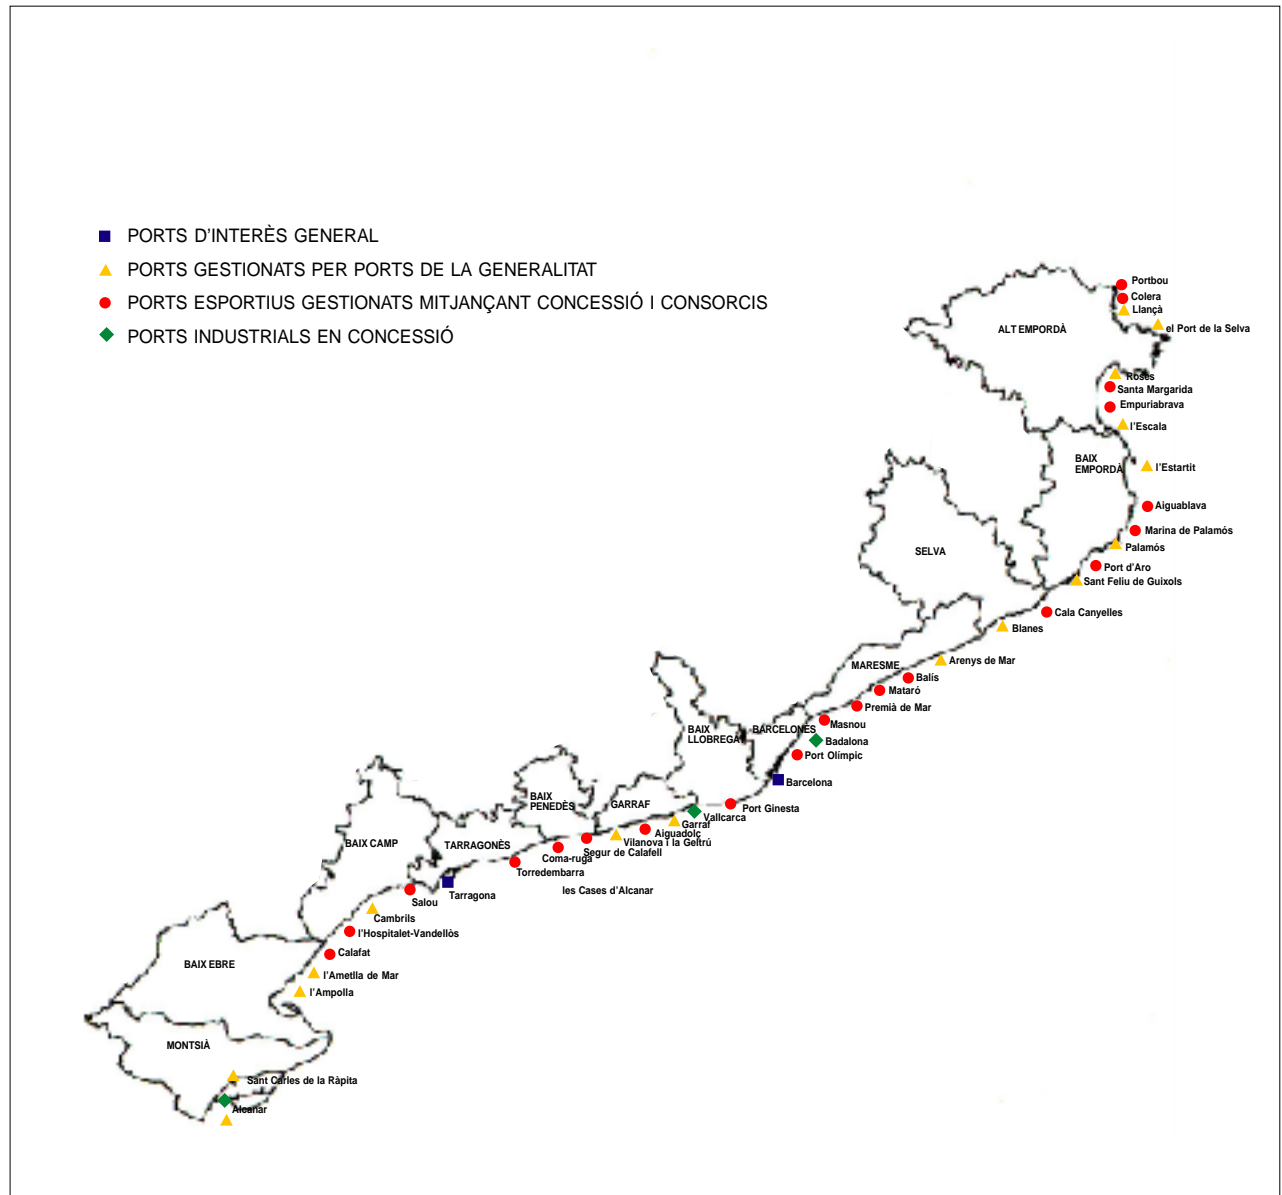 PORTS D'INTERÈS GENERAL
PORTS GESTIONATS PER PORTS DE LA GENERALITAT
PORTS ESPORTIUS GESTIONATS MITJANÇANT CONCESSIÓ I CONSORCIS
PORTS INDUSTRIALS EN CONCESSIÓ
Portbou
Colera
Llançà
el Port de la Selva
ALT EMPORDÀ
Roses
Santa Margarida
Empuriabrava
l'Escala
BAIX
EMPORDÀ
l'Estartit
Aiguablava
Marina de Palamós
Palamós
SELVA
Port d'Aro
Sant Feliu de Guixols
Cala Canyelles
Blanes
Arenys de Mar
MARESME
Balís
Mataró
Premià de Mar
Masnou
BARCELONÈS
BAIX
LLOBREGA
Badalona
Port Olímpic
Barcelona
Port Ginesta
Vallcarca
GARRAF
Garraf
Aiguadolç
Vilanova i la Geltrú
BAIX
PENEDÈS
Segur de Calafell
Coma-ruga
Torredembarra
TARRAGONÈS
BAIX CAMP
les Cases d'Alcanar
Tarragona
Salou
Cambrils
l'Hospitalet-Vandellòs
Calafat
BAIX EBRE
l'Ametlla de Mar
l'Ampolla
MONTSIÀ
Sant Carles de la Ràpita
Alcanar